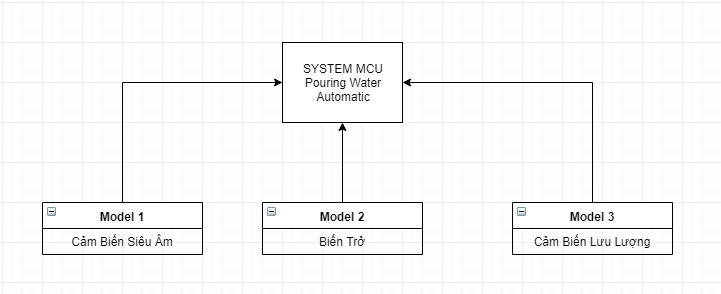 SYSTEM MCU
Pouring Water
Automatic
Model 1
Cảm Biến Siêu Âm
Model 2
Biến Trở
Model 3
Cảm Biến Lưu Lượng